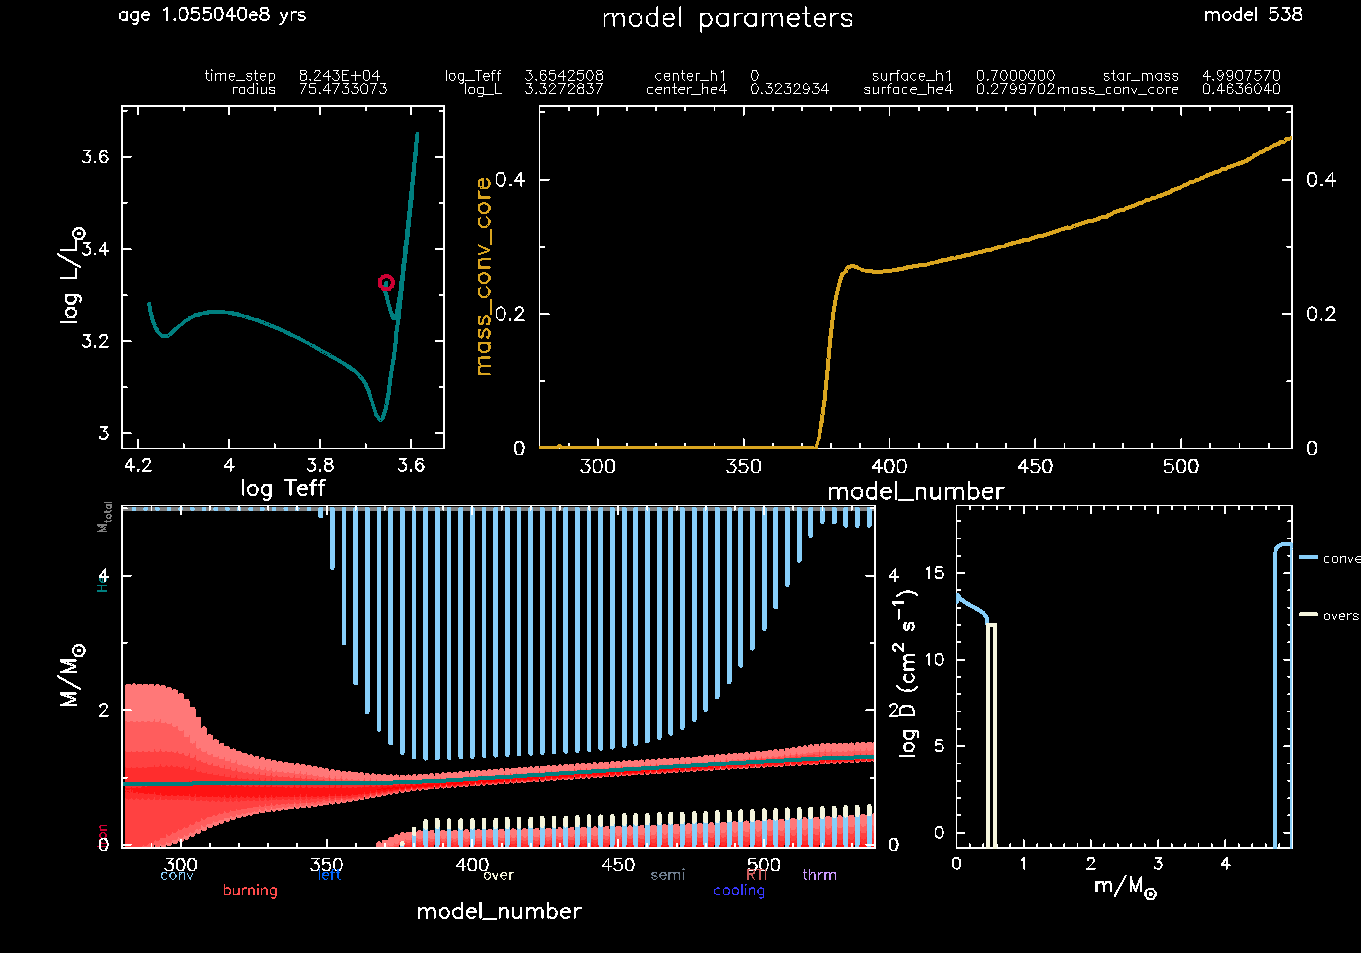 age 1.055040e8 yrs model parameters model 538
time_step 8.243E+04 log_Teff 3.6542508 center_h1 0 surface_h1 0.7000000 star_mass 4.9907570
radius 75.4733073 log_L 3.3272837 center_he4 0.3232934 surface_he4 0.2799702 mass_conv_core 0.4636040
log L/L⊙
3.6
3.4
3.2
3
4.2 4 3.8 3.6
log Teff
mass_conv_core
0.4 0.4
0.2 0.2
0 0
300 350 400 450 500
model_number
M/M⊙
Mtotal
He
4 4
2 2
0 0
300 350 400 450 500
conv left over semi RTI thrm
burning cooling
model_number
log D (cm² s⁻¹)
15
10
5
0
0 1 2 3 4
m/M⊙
conve
overs